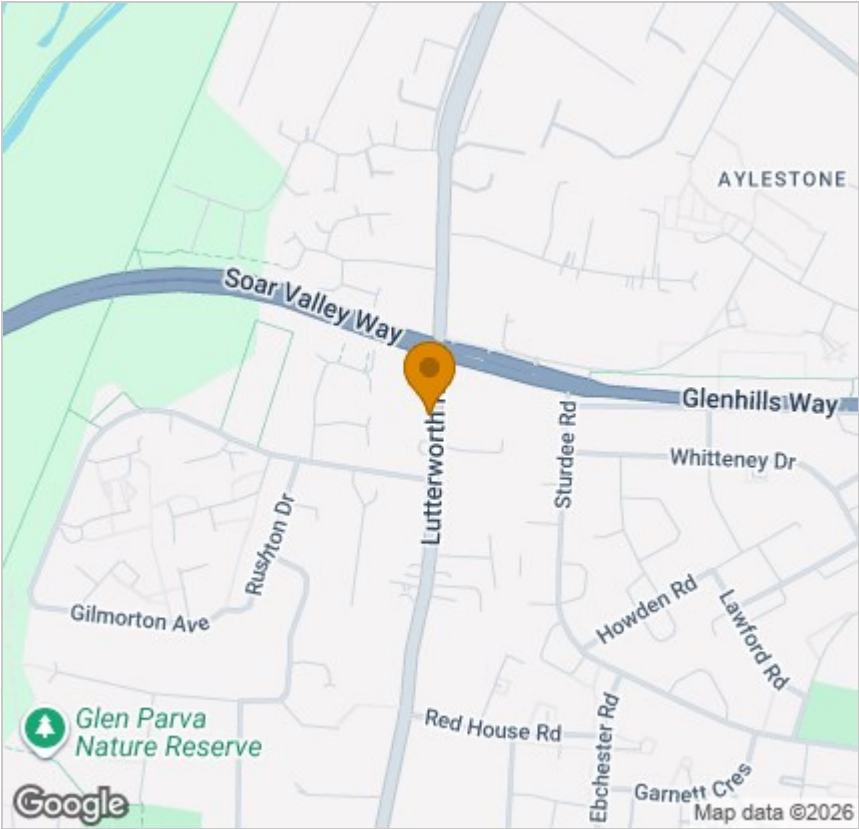 AYLESTONE
Soar Valley Way
Glenhills Way
Lutterworth
Sturdee Rd
Whitteney Dr
Rushton Dr
Gilmorton Ave
Howden Rd
Lawford Rd
Glen Parva
Nature Reserve
Red House Rd
Ebchester Rd
Garnett Cres
Google
Map data ©2026